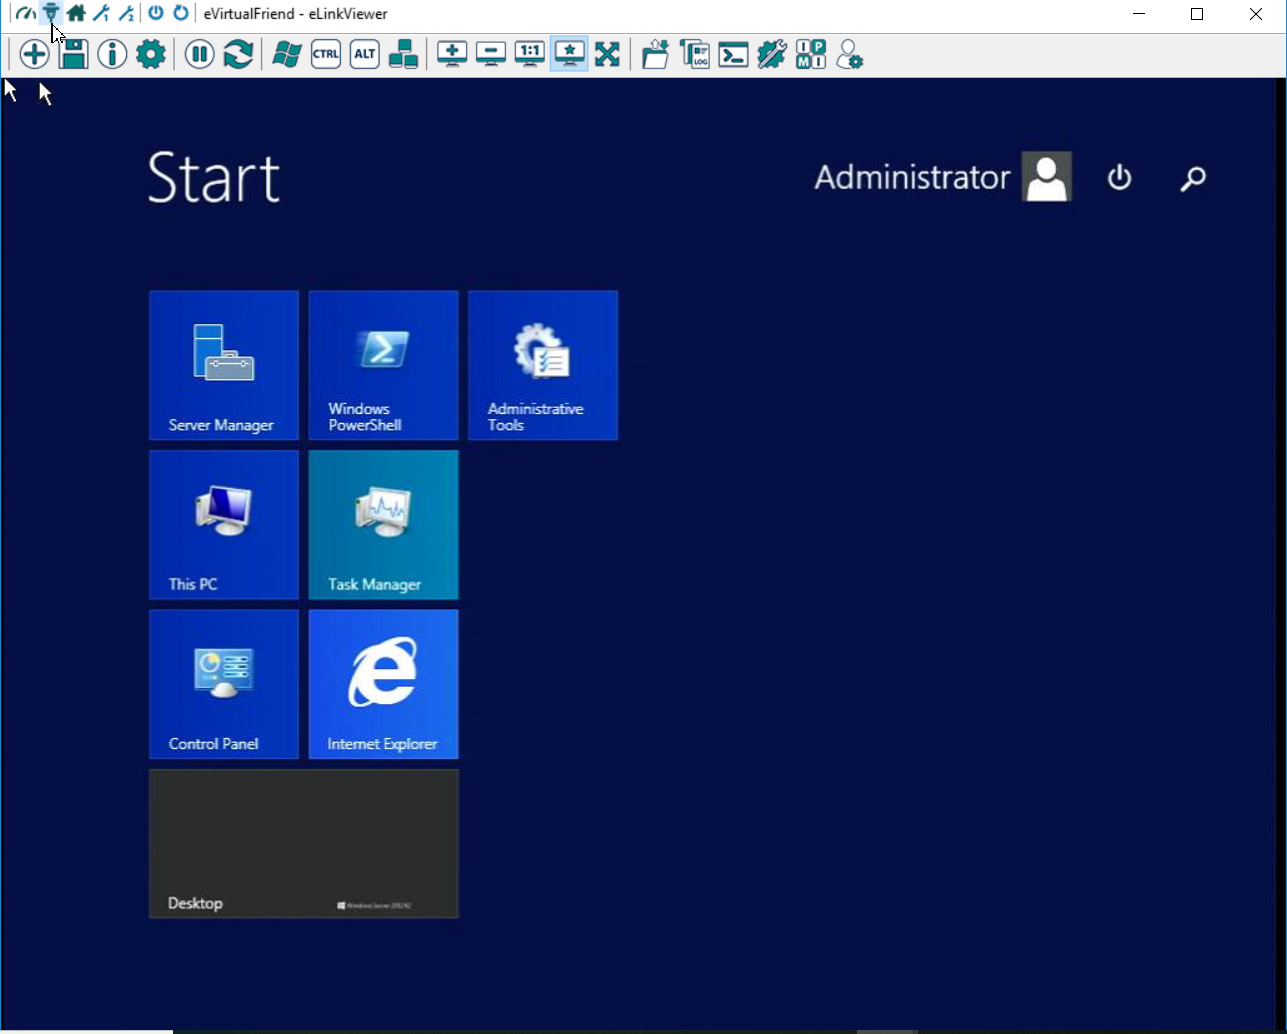 eVirtualFriend - eLinkViewer
CTRL ALT 1:1 LOG I P M I
Start
Administrator
Server Manager
Windows
PowerShell
Administrative
Tools
This PC
Task Manager
Control Panel
Internet Explorer
Desktop
Windows Server 2012 R2